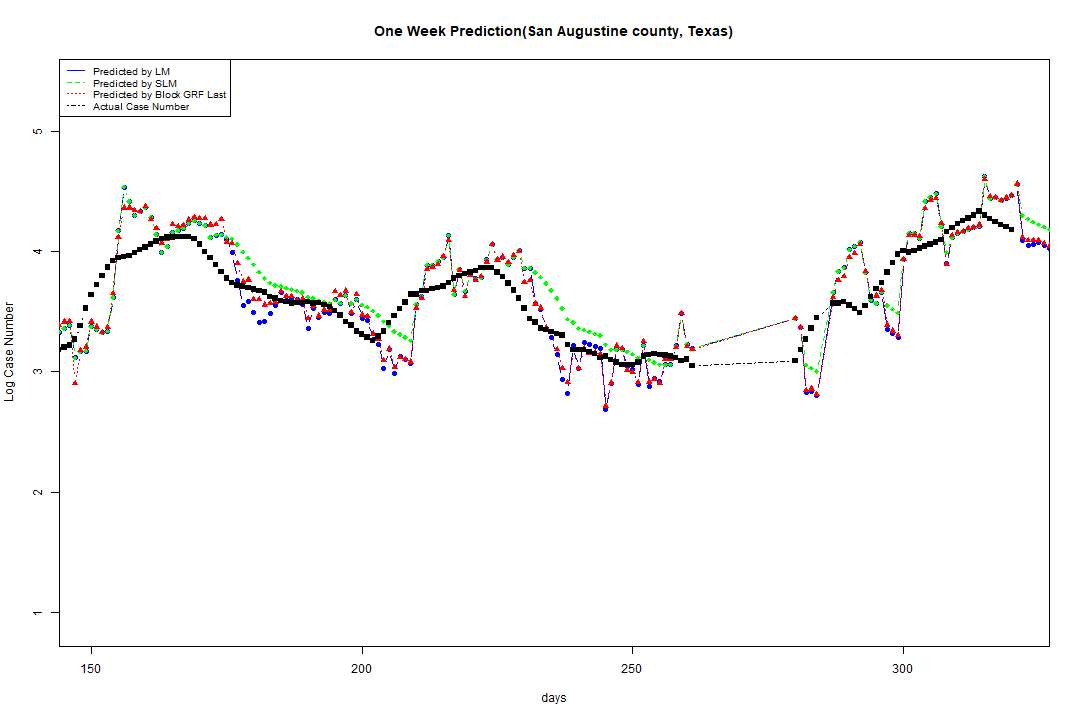 One Week Prediction(San Augustine county, Texas)
Predicted by LM
Predicted by SLM
Predicted by Block GRF Last
Actual Case Number
5
4
3
2
1
Log Case Number
150 200 250 300
days